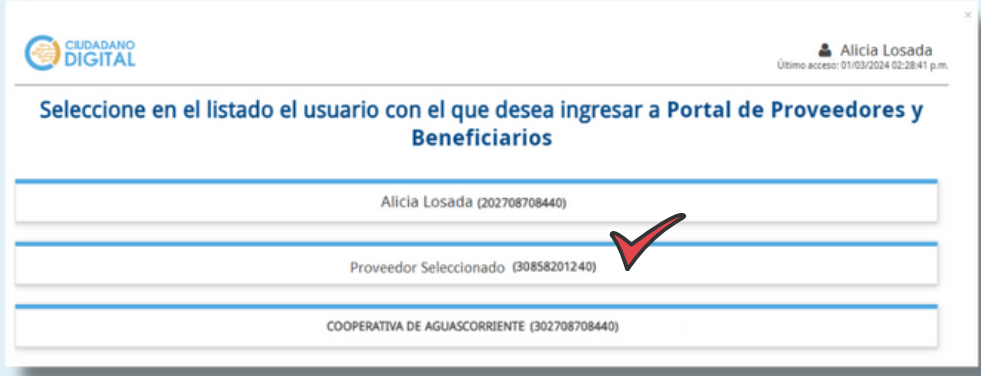 ×
CIUDADANO
DIGITAL
Alicia Losada
Último acceso: 01/03/2024 02:28:41 p.m.
Seleccione en el listado el usuario con el que desea ingresar a Portal de Proveedores y
Beneficiarios
Alicia Losada (202708708440)
Proveedor Seleccionado (30858201240)
COOPERATIVA DE AGUASCORRIENTE (302708708440)